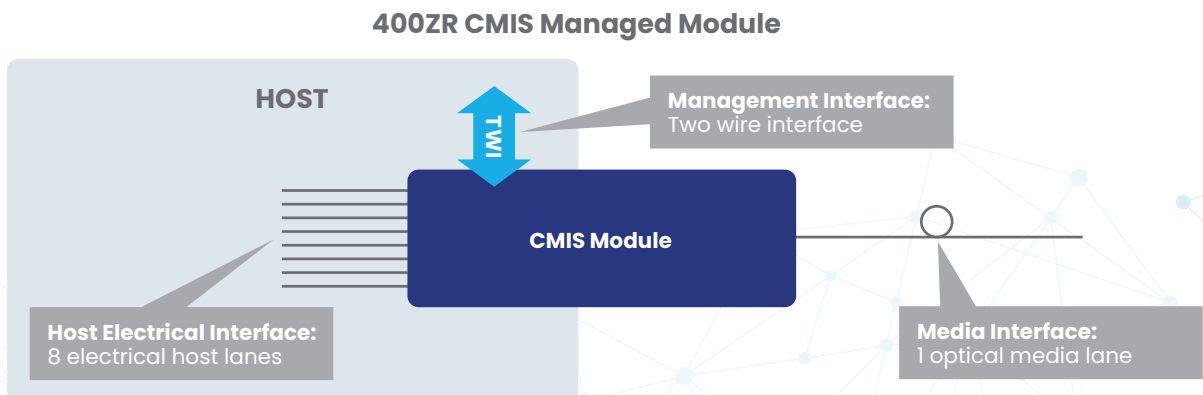 400ZR CMIS Managed Module
HOST
TWI
Management Interface:
Two wire interface
CMIS Module
Host Electrical Interface:
8 electrical host lanes
Media Interface:
1 optical media lane